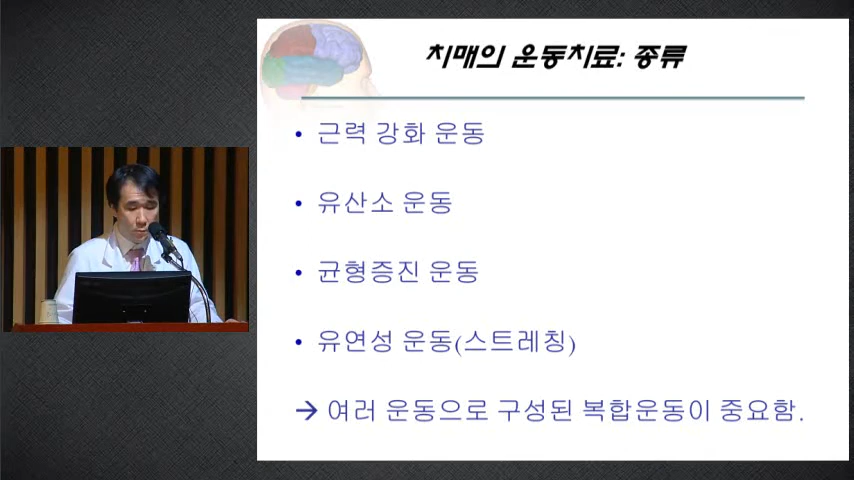 치매의 운동치료: 종류
• 근력 강화 운동
• 유산소 운동
• 균형증진 운동
• 유연성 운동(스트레칭)
→ 여러 운동으로 구성된 복합운동이 중요함.